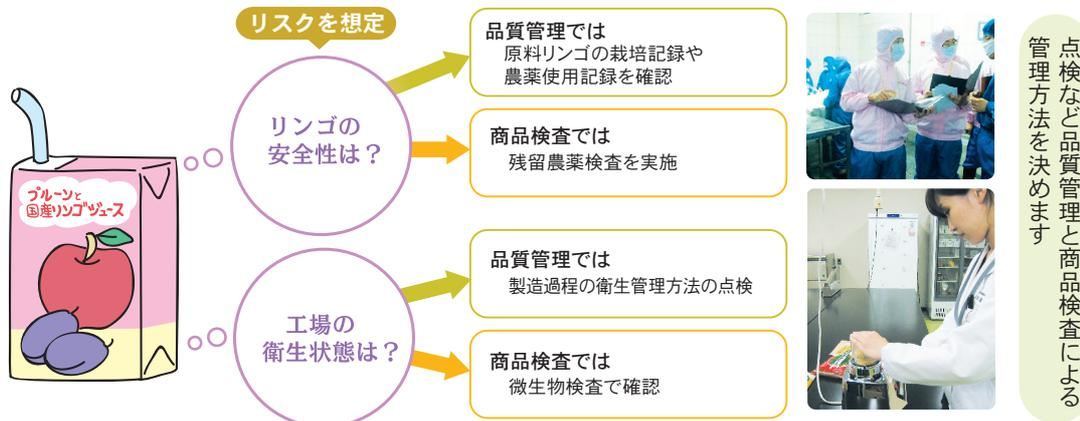 リスクを想定
プルーンと
国産リンゴジュース
リンゴの
安全性は？
品質管理では
原料リンゴの栽培記録や
農薬使用記録を確認
商品検査では
残留農薬検査を実施
工場の
衛生状態は？
品質管理では
製造過程の衛生管理方法の点検
商品検査では
微生物検査で確認
点検など品質管理と商品検査による
管理方法を決めます